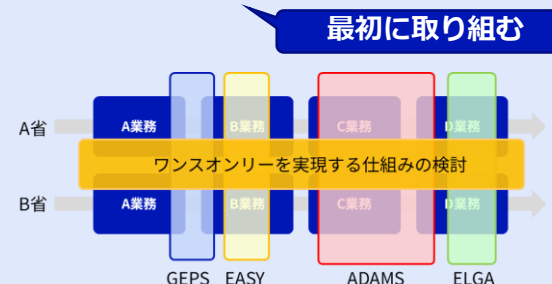 最初に取り組む
A省
A業務
B業務
C業務
D業務
ワンスオンリーを実現する仕組みの検討
B省
A業務
B業務
C業務
D業務
GEPS
EASY
ADAMS
ELGA